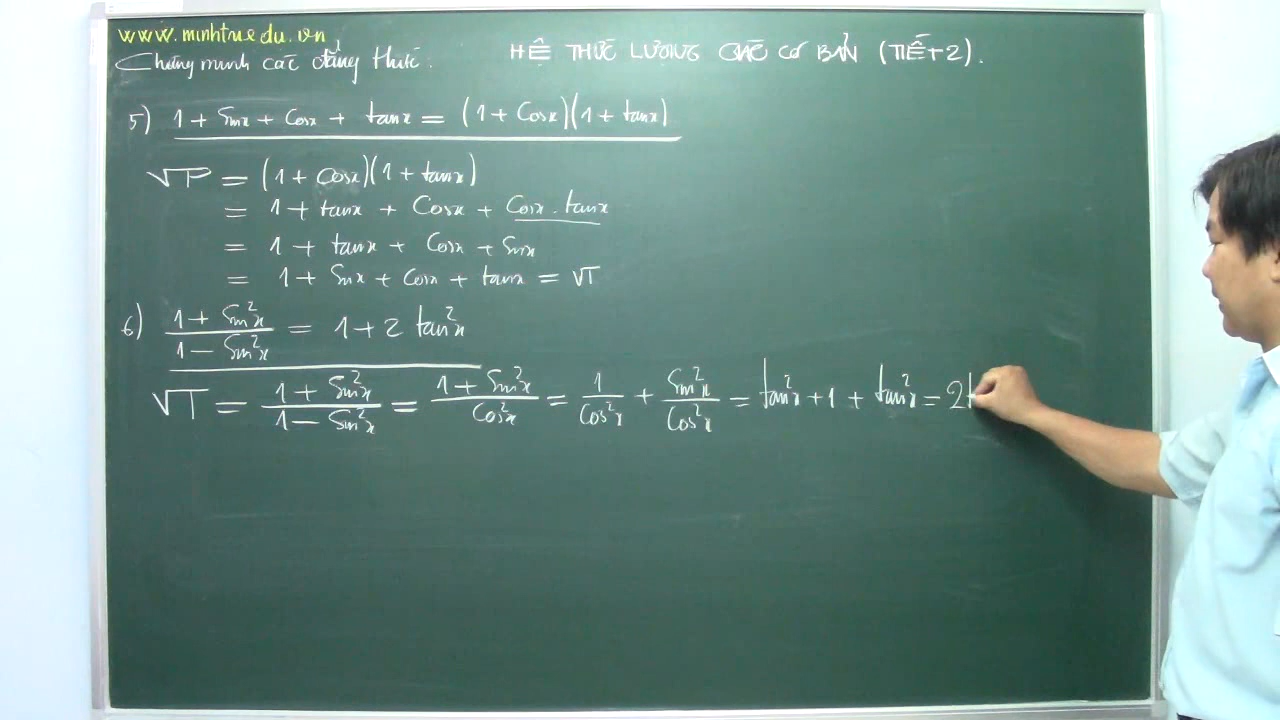 www.minhtue.edu.vn
Chứng minh các đẳng thức.
HỆ THỨC LƯỢNG GIÁC CƠ BẢN (TIẾT 2).
5) 1 + Sinx + Cosx + tanx = (1 + Cosx)(1 + tanx)
VP = (1 + Cosx)(1 + tanx)
= 1 + tanx + Cosx + Cosx . tanx
= 1 + tanx + Cosx + Sinx
= 1 + Sinx + Cosx + tanx = VT
6) (1 + Sin²x)/(1 - Sin²x) = 1 + 2 tan²x
VT = (1 + Sin²x)/(1 - Sin²x) = (1 + Sin²x)/(Cos²x) = 1/(Cos²x) + (Sin²x)/(Cos²x) = tan²x + 1 + tan²x = 2t